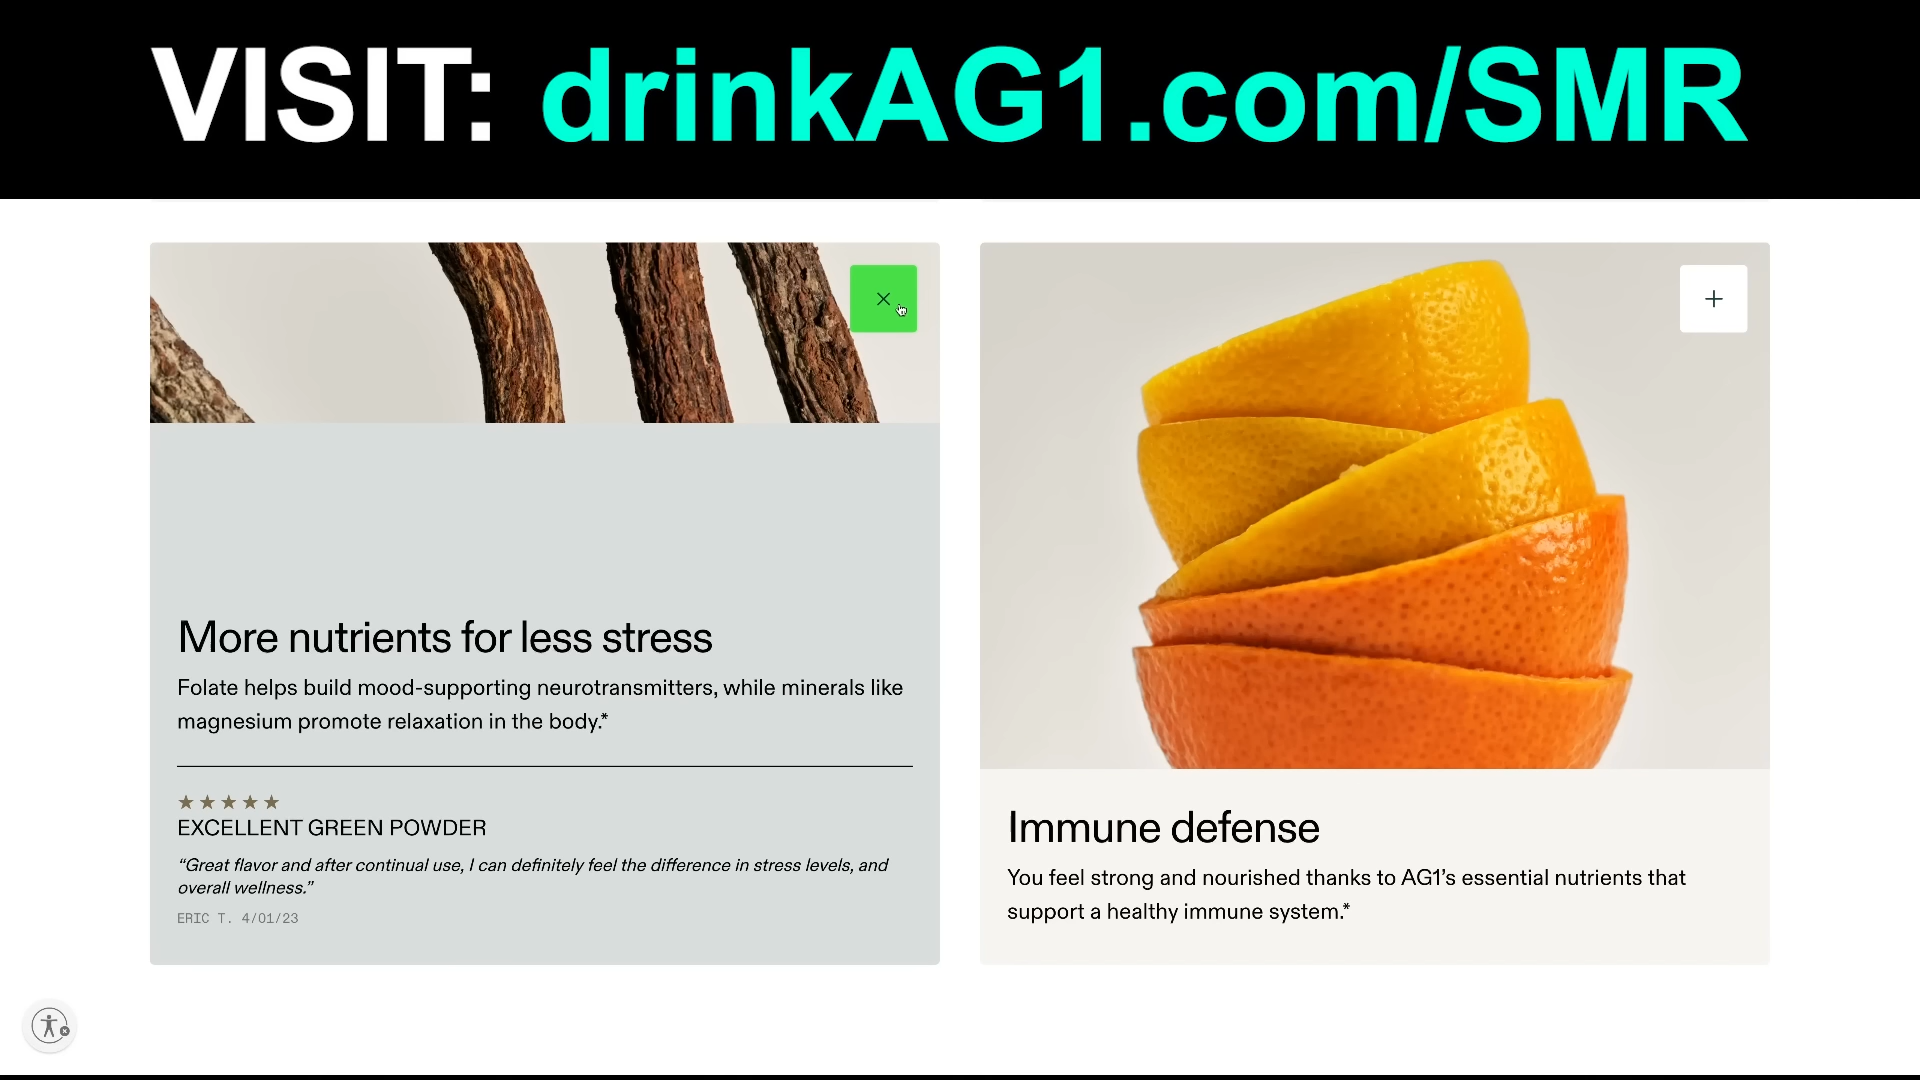 VISIT: drinkAG1.com/SMR
More nutrients for less stress
Folate helps build mood-supporting neurotransmitters, while minerals like
magnesium promote relaxation in the body.*
★★★★★
EXCELLENT GREEN POWDER
“Great flavor and after continual use, I can definitely feel the difference in stress levels, and
overall wellness.”
ERIC T. 4/01/23
Immune defense
You feel strong and nourished thanks to AG1’s essential nutrients that
support a healthy immune system.*